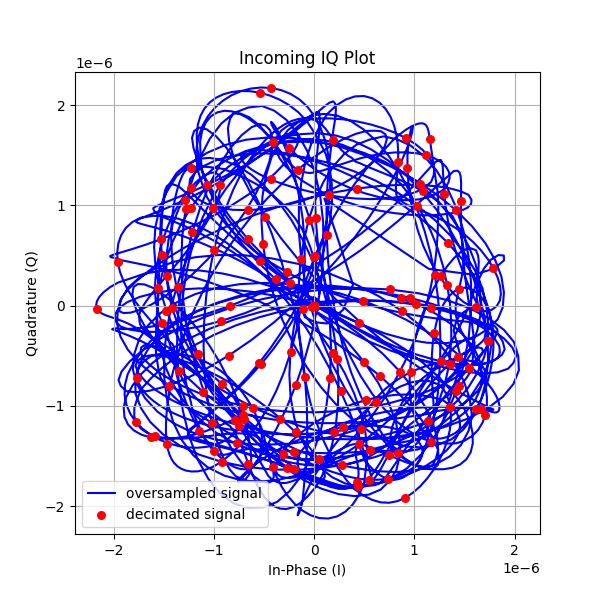 Incoming IQ Plot
1e−6
2
1
0
−1
−2
Quadrature (Q)
oversampled signal
decimated signal
−2 −1 0 1 2
1e−6
In-Phase (I)